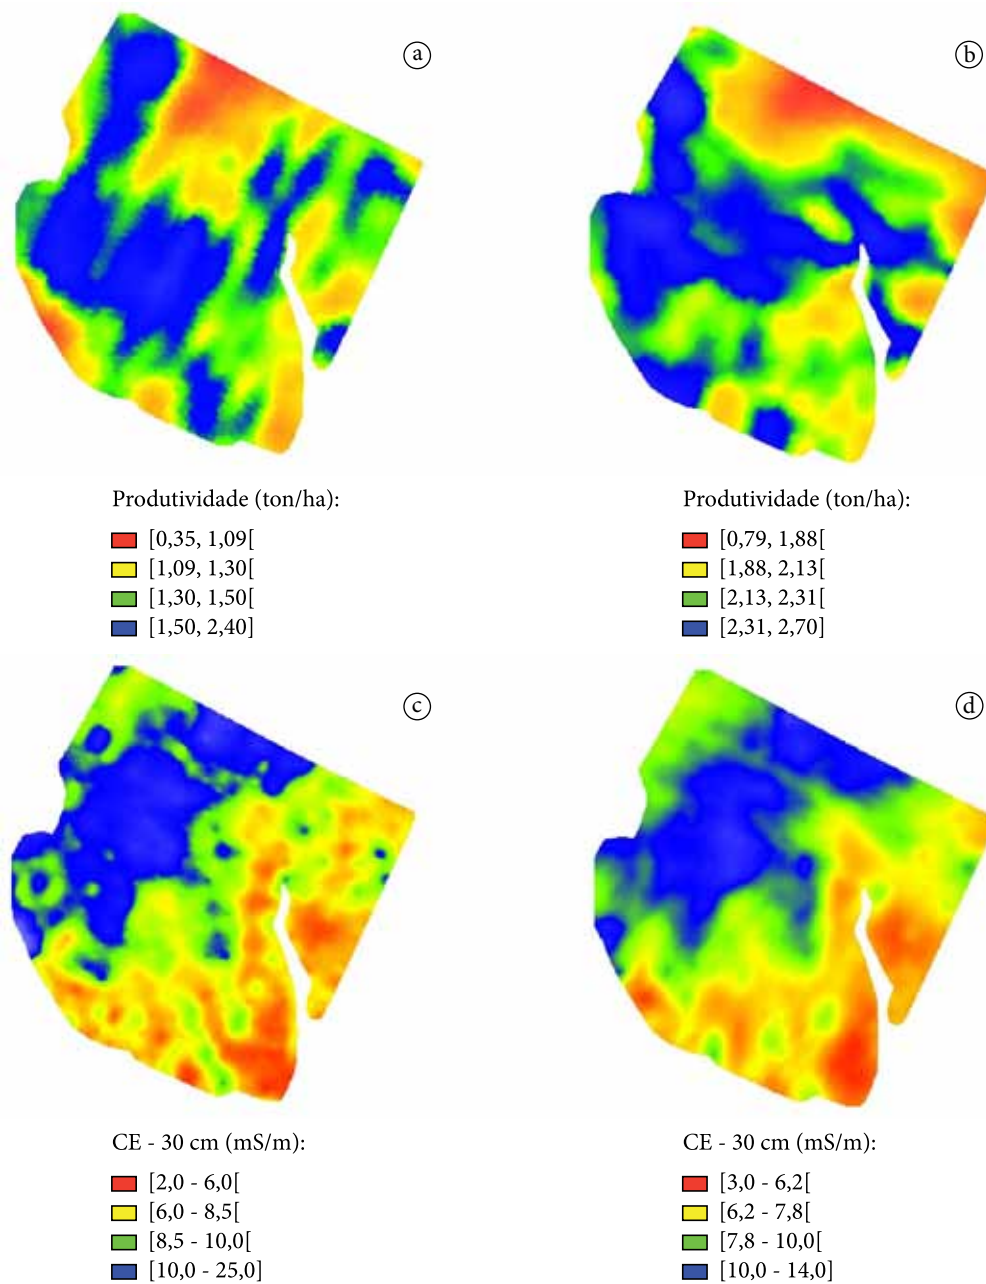 a
b
Produtividade (ton/ha):
[0,35, 1,09[
[1,09, 1,30[
[1,30, 1,50[
[1,50, 2,40]
Produtividade (ton/ha):
[0,79, 1,88[
[1,88, 2,13[
[2,13, 2,31[
[2,31, 2,70]
c
d
CE - 30 cm (mS/m):
[2,0 - 6,0[
[6,0 - 8,5[
[8,5 - 10,0[
[10,0 - 25,0]
CE - 30 cm (mS/m):
[3,0 - 6,2[
[6,2 - 7,8[
[7,8 - 10,0[
[10,0 - 14,0]